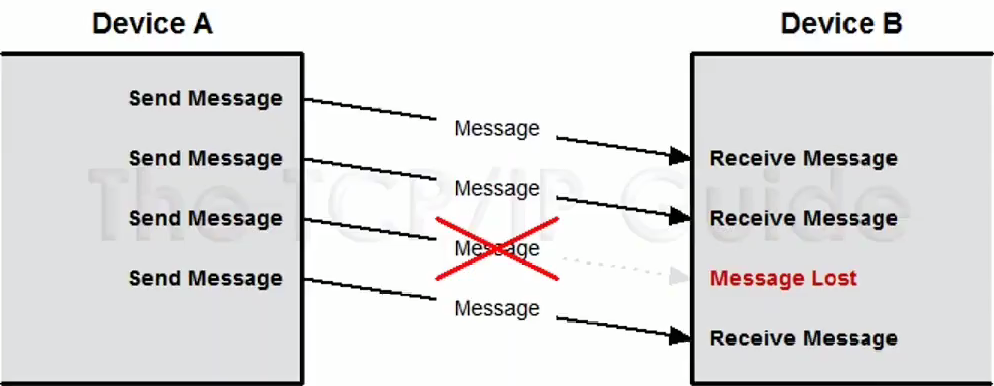 Device A
Device B
Send Message
Message
Receive Message
Send Message
Message
Receive Message
Send Message
Message
Message Lost
Send Message
Message
Receive Message
The TCP/IP Guide